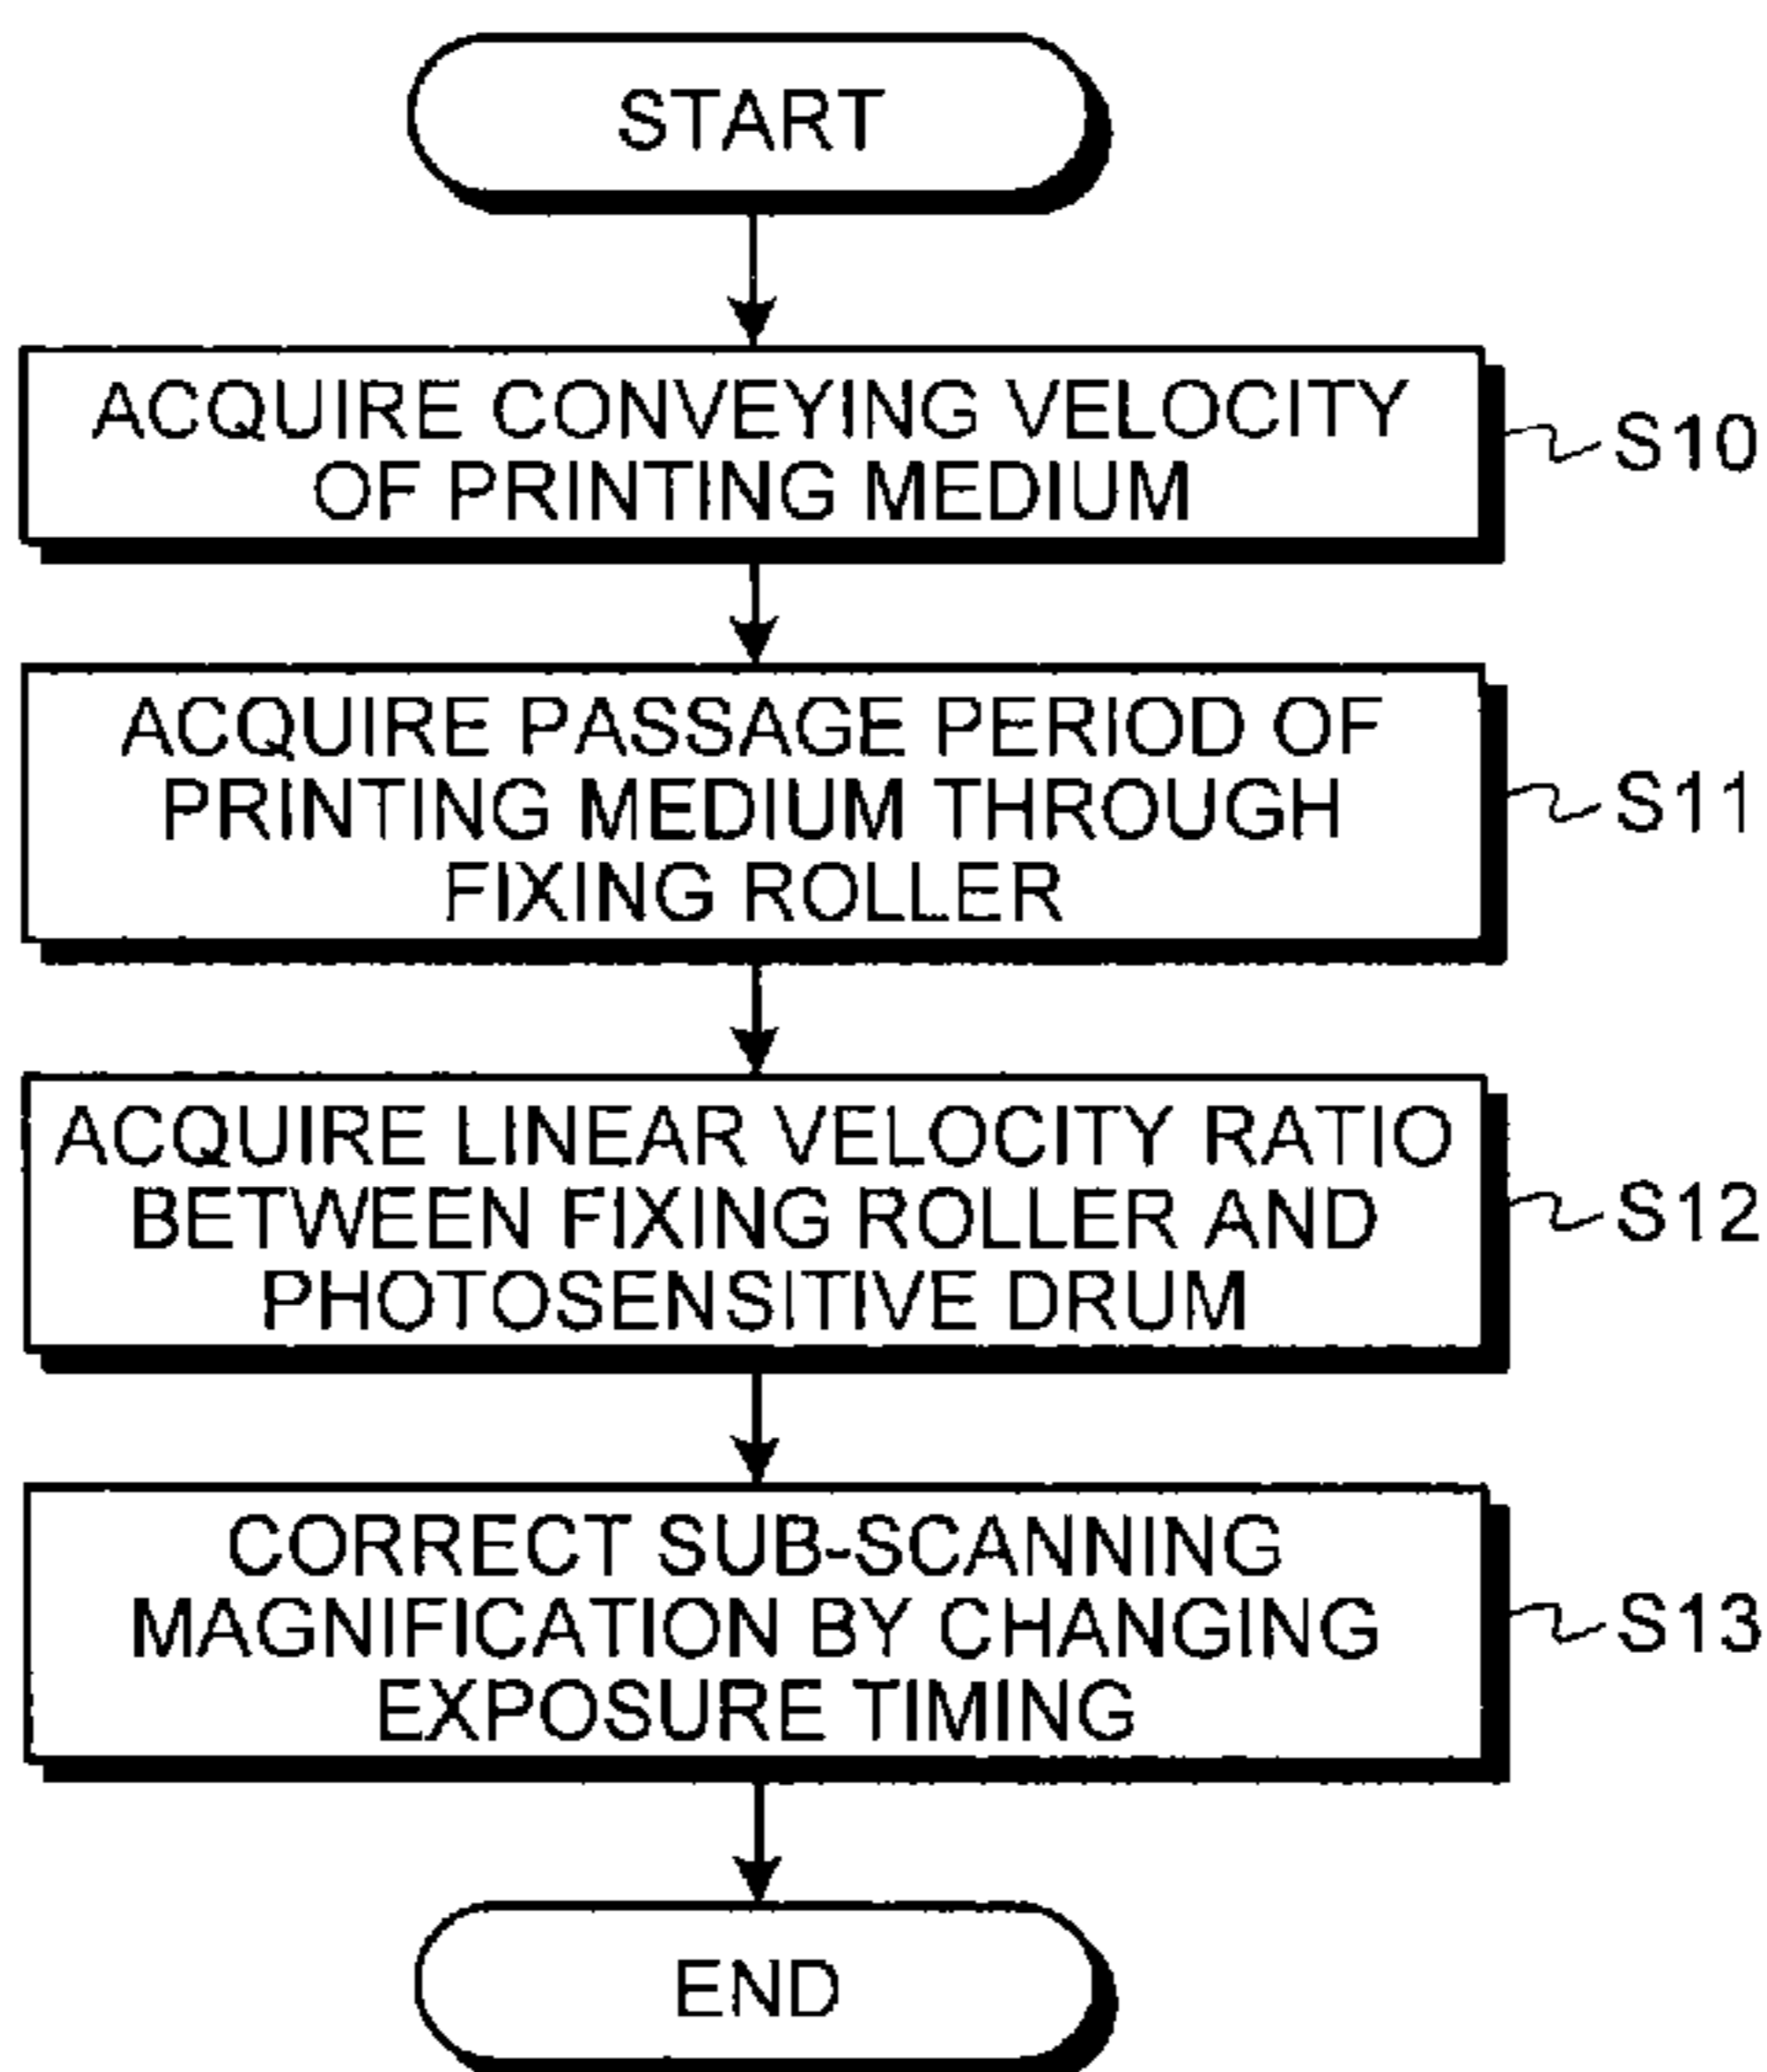 START
ACQUIRE CONVEYING VELOCITY
OF PRINTING MEDIUM
S10
ACQUIRE PASSAGE PERIOD OF
PRINTING MEDIUM THROUGH
FIXING ROLLER
S11
ACQUIRE LINEAR VELOCITY RATIO
BETWEEN FIXING ROLLER AND
PHOTOSENSITIVE DRUM
S12
CORRECT SUB-SCANNING
MAGNIFICATION BY CHANGING
EXPOSURE TIMING
S13
END